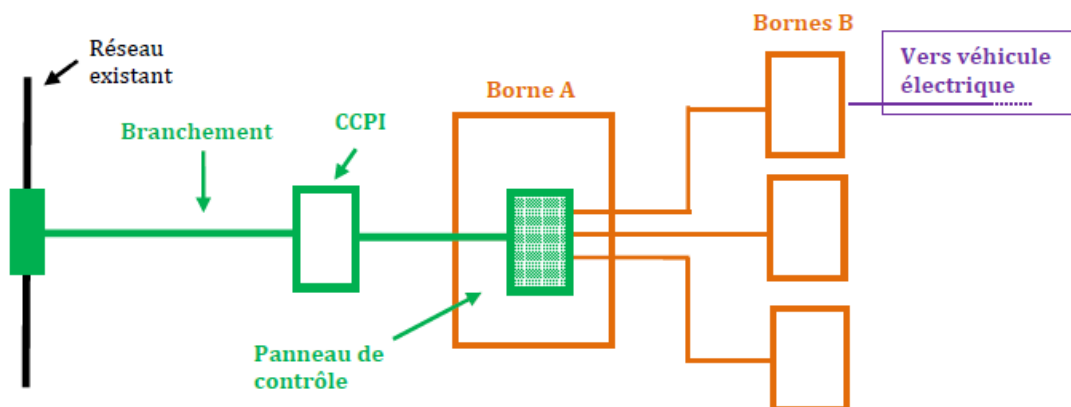 Réseau
existant
Branchement
CCPI
Borne A
Bornes B
Vers véhicule
électrique
Panneau de
contrôle